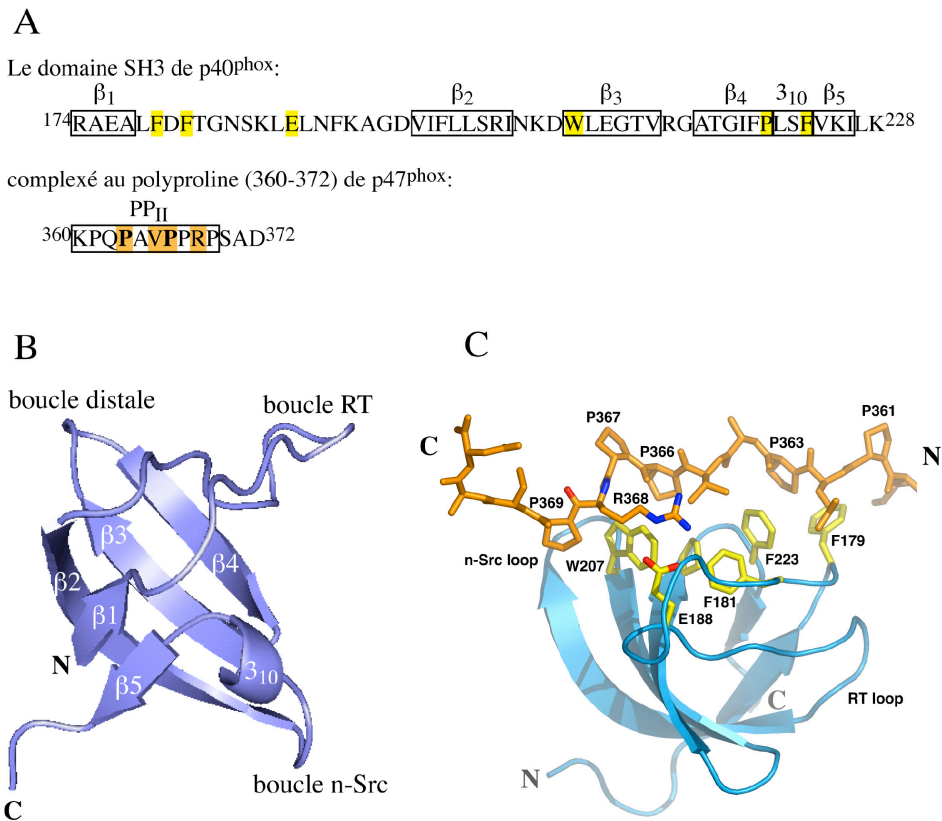 A
Le domaine SH3 de p40phox:
β1 β2 β3 β4 310 β5
174RAEALFDFTGNSKLELNFKAGDVIFLLSRINKDWLEGTVRGATGIFPLSFVKILK228
complexé au polyproline (360-372) de p47phox:
PPII
360KPQPAVPPRPSAD372
B
boucle distale
boucle RT
β3
β2
β4
β1
N
β5
310
boucle n-Src
C
C
P361
P367
C
P366
P363
N
R368
P369
n-Src loop
F179
W207
F223
F181
E188
RT loop
C
N